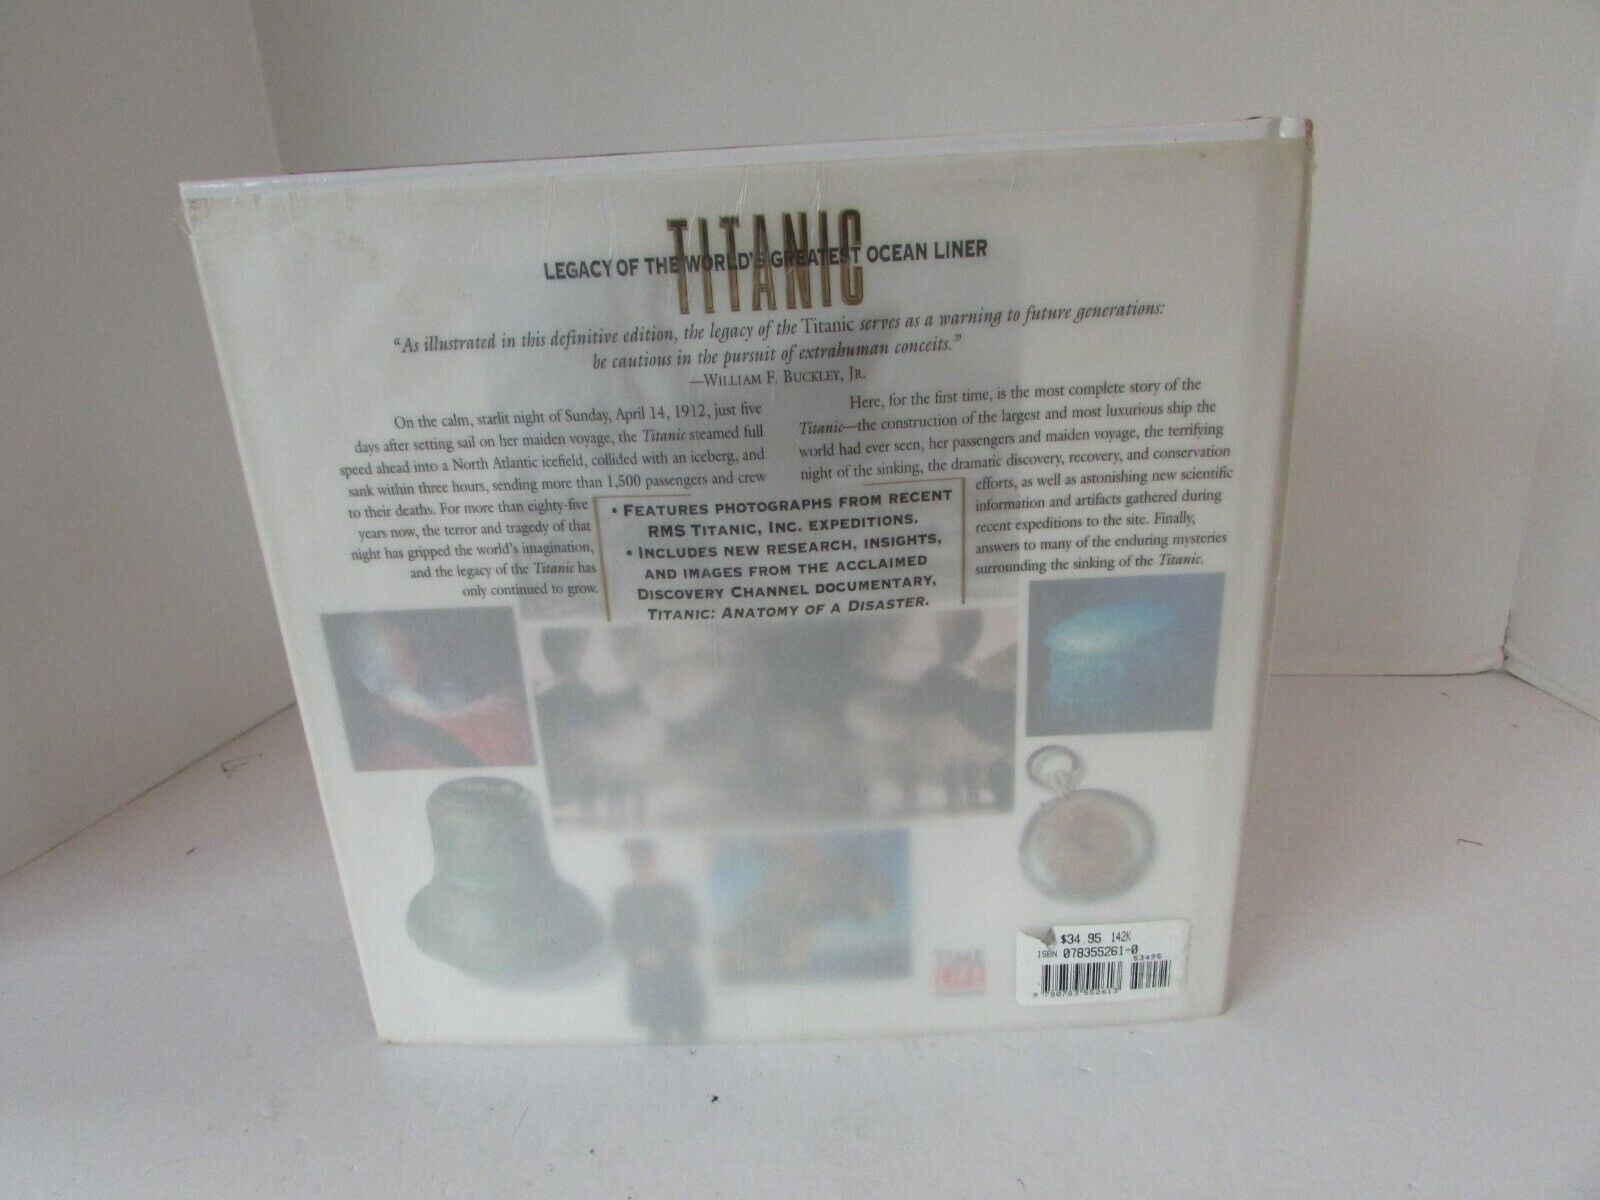 TITANIC
LEGACY OF THE WORLD'S GREATEST OCEAN LINER
“As illustrated in this definitive edition, the legacy of the Titanic serves as a warning to future generations:
be cautious in the pursuit of extrahuman conceits.”
—WILLIAM F. BUCKLEY, JR.
On the calm, starlit night of Sunday, April 14, 1912, just five
days after setting sail on her maiden voyage, the Titanic steamed full
speed ahead into a North Atlantic icefield, collided with an iceberg, and
sank within three hours, sending more than 1,500 passengers and crew
to their deaths. For more than eighty-five
years now, the terror and tragedy of that
night has gripped the world's imagination,
and the legacy of the Titanic has
only continued to grow.
Here, for the first time, is the most complete story of the
Titanic—the construction of the largest and most luxurious ship the
world had ever seen, her passengers and maiden voyage, the terrifying
night of the sinking, the dramatic discovery, recovery, and conservation
efforts, as well as astonishing new scientific
information and artifacts gathered during
recent expeditions to the site. Finally,
answers to many of the enduring mysteries
surrounding the sinking of the Titanic.
• FEATURES PHOTOGRAPHS FROM RECENT
RMS TITANIC, INC. EXPEDITIONS.
• INCLUDES NEW RESEARCH, INSIGHTS,
AND IMAGES FROM THE ACCLAIMED
DISCOVERY CHANNEL DOCUMENTARY,
TITANIC: ANATOMY OF A DISASTER.
TIME
LIFE
$34.95 142K
ISBN 078355261-0
53495
9 780783 552613